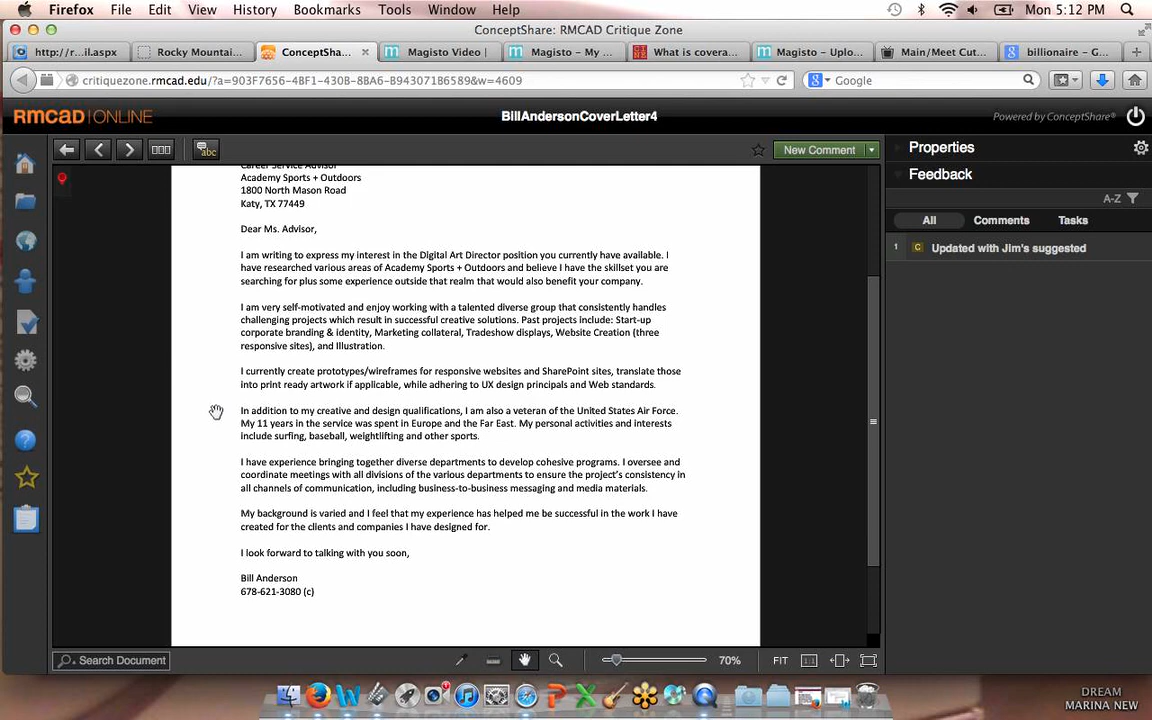 Firefox File Edit View History Bookmarks Tools Window Help Mon 5:12 PM
ConceptShare: RMCAD Critique Zone
http://r...il.aspx Rocky Mountai... ConceptSha... Magisto Video | Magisto – My ... What is covera... Magisto – Uplo... Main/Meet Cut... billionaire – G...
critiquezone.rmcad.edu/?a=903F7656-4BF1-430B-8BA6-B94307186589&w=4609 Google
RMCAD|ONLINE BillAndersonCoverLetter4 Powered by ConceptShare®
abc New Comment Properties
Feedback
A-Z
All Comments Tasks
1 C Updated with Jim's suggested
Career Service Advisor
Academy Sports + Outdoors
1800 North Mason Road
Katy, TX 77449
Dear Ms. Advisor,
I am writing to express my interest in the Digital Art Director position you currently have available. I
have researched various areas of Academy Sports + Outdoors and believe I have the skillset you are
searching for plus some experience outside that realm that would also benefit your company.
I am very self-motivated and enjoy working with a talented diverse group that consistently handles
challenging projects which result in successful creative solutions. Past projects include: Start-up
corporate branding & identity, Marketing collateral, Tradeshow displays, Website Creation (three
responsive sites), and Illustration.
I currently create prototypes/wireframes for responsive websites and SharePoint sites, translate those
into print ready artwork if applicable, while adhering to UX design principals and Web standards.
In addition to my creative and design qualifications, I am also a veteran of the United States Air Force.
My 11 years in the service was spent in Europe and the Far East. My personal activities and interests
include surfing, baseball, weightlifting and other sports.
I have experience bringing together diverse departments to develop cohesive programs. I oversee and
coordinate meetings with all divisions of the various departments to ensure the project's consistency in
all channels of communication, including business-to-business messaging and media materials.
My background is varied and I feel that my experience has helped me be successful in the work I have
created for the clients and companies I have designed for.
I look forward to talking with you soon,
Bill Anderson
678-621-3080 (c)
Search Document 70% FIT 1:1
DREAM
MARINA NEW